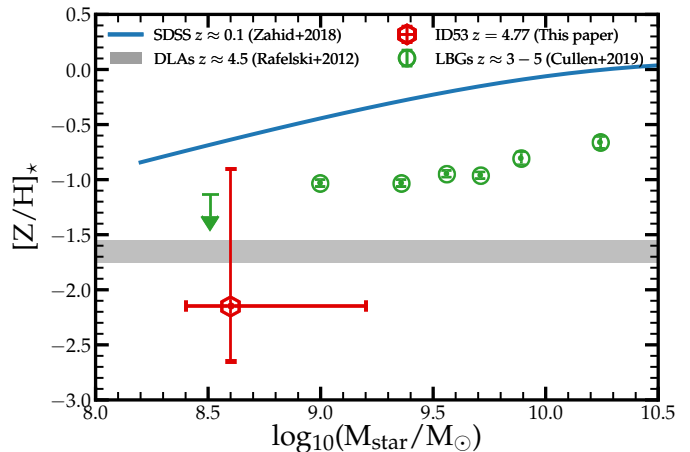 SDSS z ≈ 0.1 (Zahid+2018)
DLAs z ≈ 4.5 (Rafelski+2012)
ID53 z = 4.77 (This paper)
LBGs z ≈ 3 − 5 (Cullen+2019)
0.5
0.0
−0.5
−1.0
−1.5
−2.0
−2.5
−3.0
[Z/H]⋆
8.0 8.5 9.0 9.5 10.0 10.5
log₁₀(M_star/M_⊙)